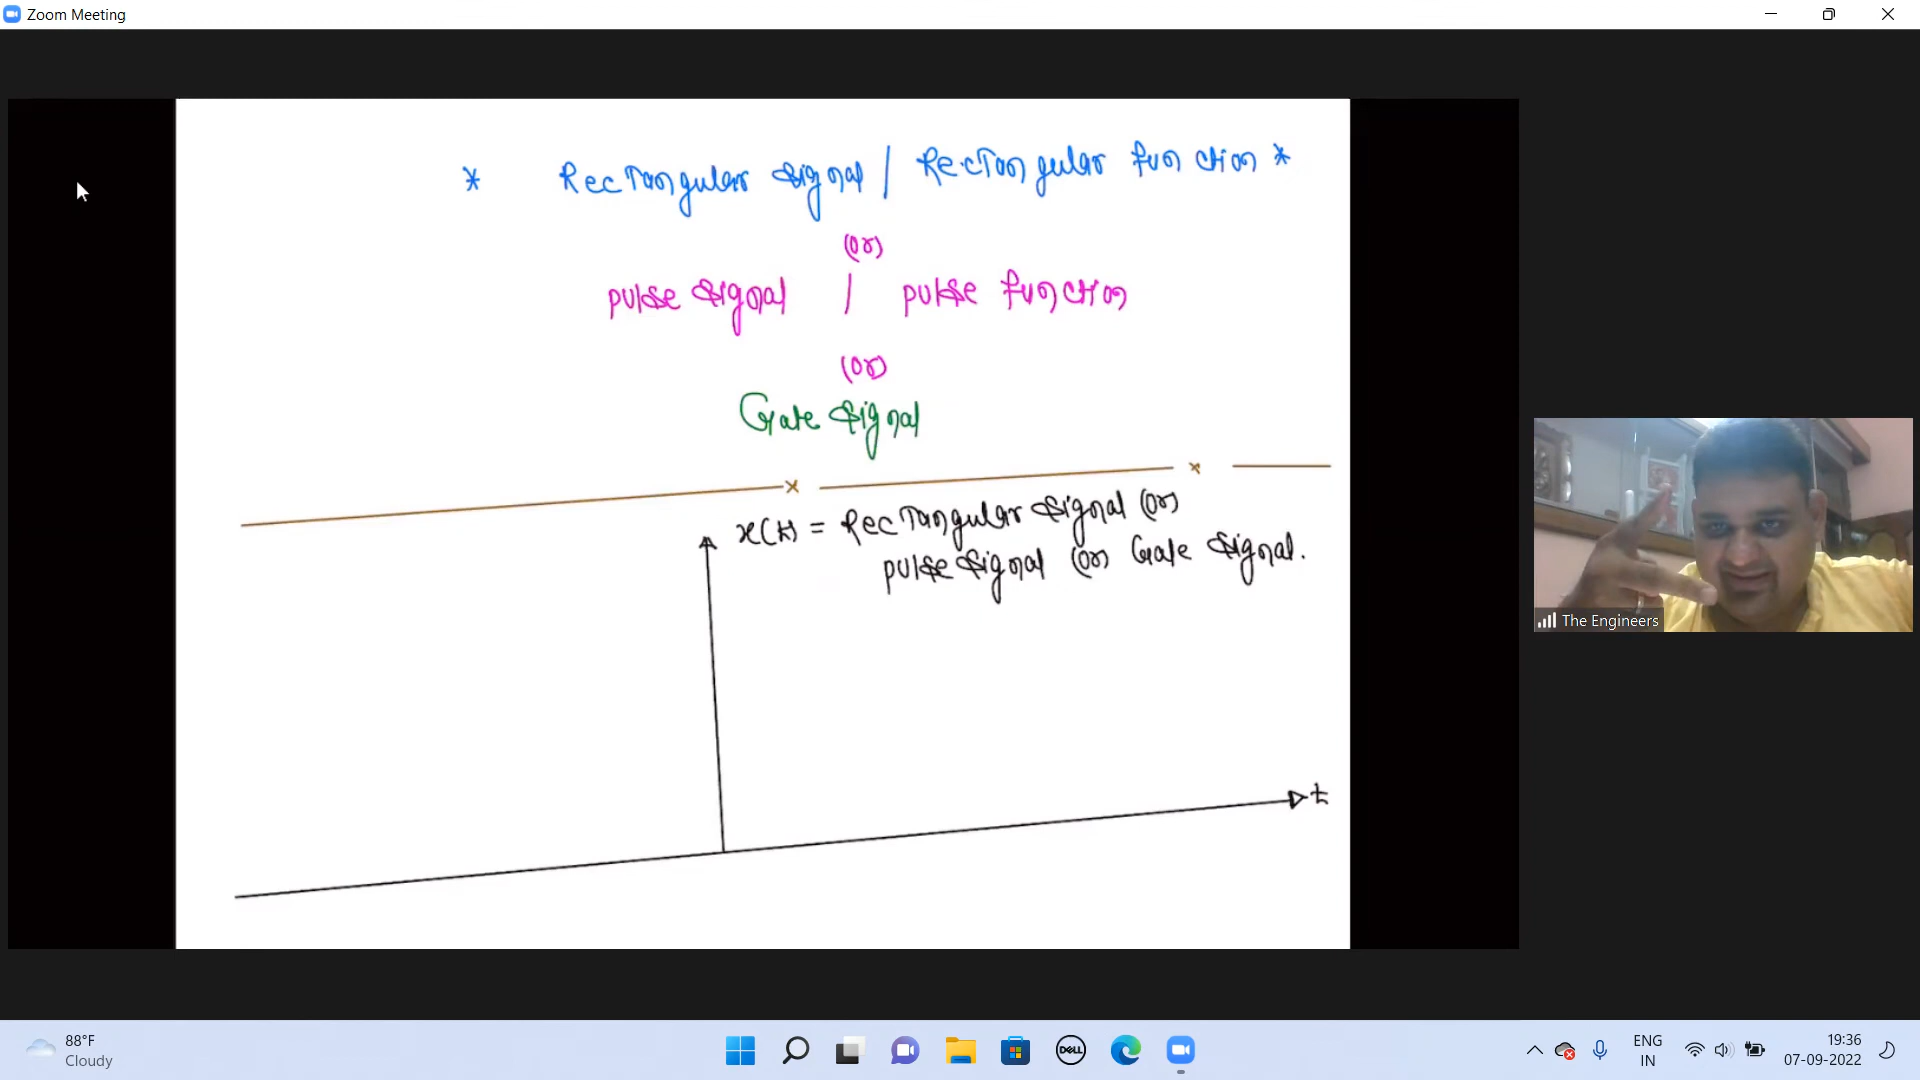 Zoom Meeting
* Rectangular Signal / Rectangular function *
(or)
pulse signal / pulse function
(or)
Gate signal
x x
x(t) = Rectangular signal (or)
pulse signal (or) Gate signal.
t
The Engineers
88°F
Cloudy
DELL
ENG
IN
19:36
07-09-2022